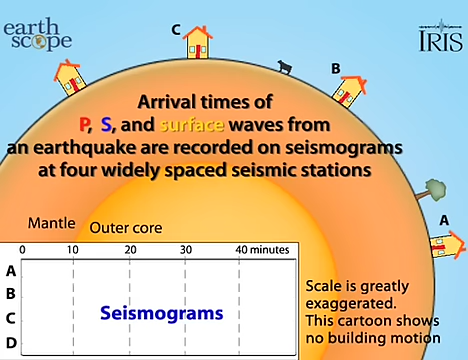 earth
scope
IRIS
C
B
A
Arrival times of
P, S, and surface waves from
an earthquake are recorded on seismograms
at four widely spaced seismic stations
Mantle
Outer core
0 10 20 30 40 minutes
A
B
C
D
Seismograms
Scale is greatly
exaggerated.
This cartoon shows
no building motion